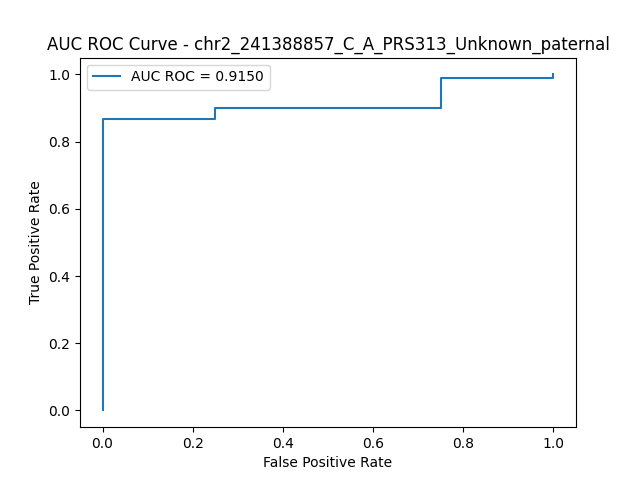 AUC ROC Curve - chr2_241388857_C_A_PRS313_Unknown_paternal
AUC ROC = 0.9150
1.0
0.8
0.6
0.4
0.2
0.0
True Positive Rate
0.0 0.2 0.4 0.6 0.8 1.0
False Positive Rate